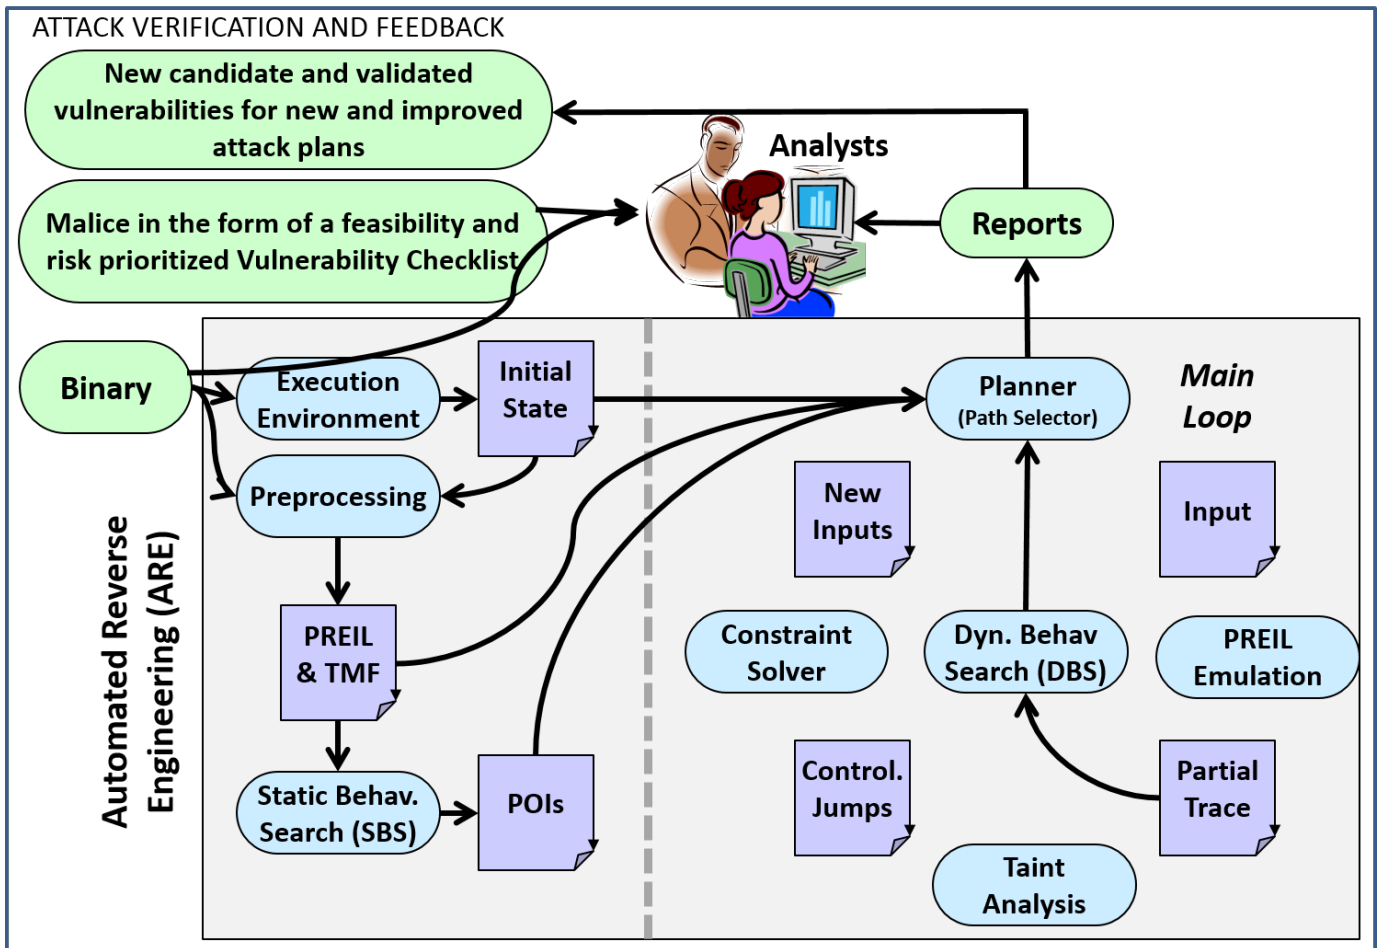 ATTACK VERIFICATION AND FEEDBACK
New candidate and validated
vulnerabilities for new and improved
attack plans
Analysts
Malice in the form of a feasibility and
risk prioritized Vulnerability Checklist
Reports
Binary
Execution
Environment
Initial
State
Planner
(Path Selector)
Main
Loop
Preprocessing
New
Inputs
Input
Automated Reverse
Engineering (ARE)
PREIL
& TMF
Constraint
Solver
Dyn. Behav
Search (DBS)
PREIL
Emulation
Static Behav.
Search (SBS)
POIs
Control.
Jumps
Partial
Trace
Taint
Analysis